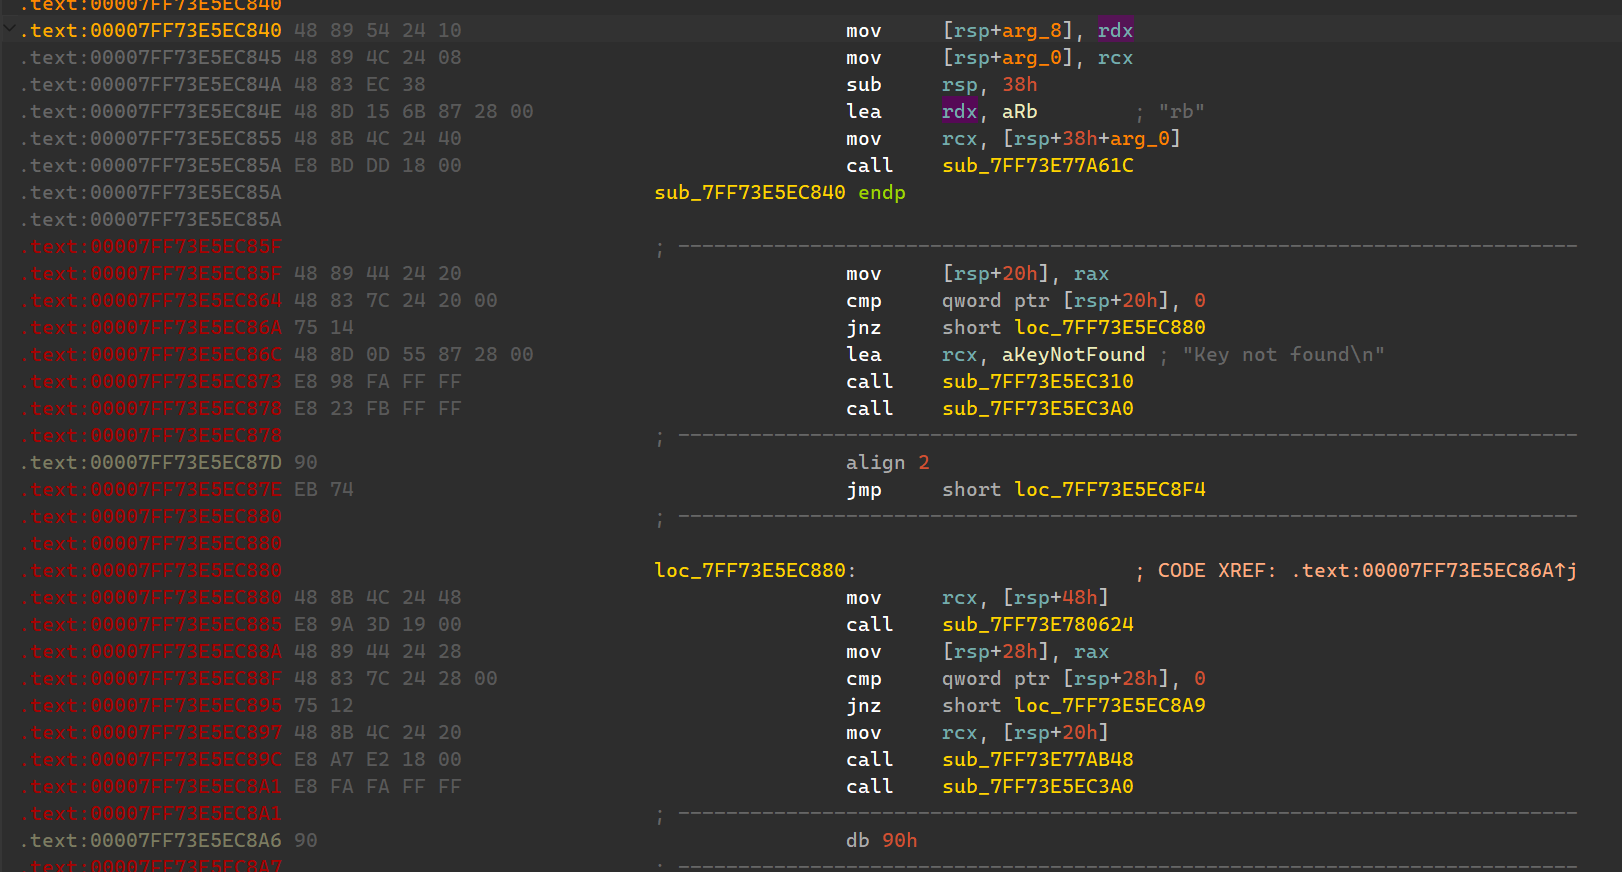 .text:00007FF73E5EC840
.text:00007FF73E5EC840 48 89 54 24 10 mov [rsp+arg_8], rdx
.text:00007FF73E5EC845 48 89 4C 24 08 mov [rsp+arg_0], rcx
.text:00007FF73E5EC84A 48 83 EC 38 sub rsp, 38h
.text:00007FF73E5EC84E 48 8D 15 6B 87 28 00 lea rdx, aRb ; "rb"
.text:00007FF73E5EC855 48 8B 4C 24 40 mov rcx, [rsp+38h+arg_0]
.text:00007FF73E5EC85A E8 BD DD 18 00 call sub_7FF73E77A61C
.text:00007FF73E5EC85A sub_7FF73E5EC840 endp
.text:00007FF73E5EC85A
.text:00007FF73E5EC85F ; ---------------------------------------------------------------------------
.text:00007FF73E5EC85F 48 89 44 24 20 mov [rsp+20h], rax
.text:00007FF73E5EC864 48 83 7C 24 20 00 cmp qword ptr [rsp+20h], 0
.text:00007FF73E5EC86A 75 14 jnz short loc_7FF73E5EC880
.text:00007FF73E5EC86C 48 8D 0D 55 87 28 00 lea rcx, aKeyNotFound ; "Key not found\n"
.text:00007FF73E5EC873 E8 98 FA FF FF call sub_7FF73E5EC310
.text:00007FF73E5EC878 E8 23 FB FF FF call sub_7FF73E5EC3A0
.text:00007FF73E5EC878 ; ---------------------------------------------------------------------------
.text:00007FF73E5EC87D 90 align 2
.text:00007FF73E5EC87E EB 74 jmp short loc_7FF73E5EC8F4
.text:00007FF73E5EC880 ; ---------------------------------------------------------------------------
.text:00007FF73E5EC880
.text:00007FF73E5EC880 loc_7FF73E5EC880: ; CODE XREF: .text:00007FF73E5EC86A↑j
.text:00007FF73E5EC880 48 8B 4C 24 48 mov rcx, [rsp+48h]
.text:00007FF73E5EC885 E8 9A 3D 19 00 call sub_7FF73E780624
.text:00007FF73E5EC88A 48 89 44 24 28 mov [rsp+28h], rax
.text:00007FF73E5EC88F 48 83 7C 24 28 00 cmp qword ptr [rsp+28h], 0
.text:00007FF73E5EC895 75 12 jnz short loc_7FF73E5EC8A9
.text:00007FF73E5EC897 48 8B 4C 24 20 mov rcx, [rsp+20h]
.text:00007FF73E5EC89C E8 A7 E2 18 00 call sub_7FF73E77AB48
.text:00007FF73E5EC8A1 E8 FA FA FF FF call sub_7FF73E5EC3A0
.text:00007FF73E5EC8A1 ; ---------------------------------------------------------------------------
.text:00007FF73E5EC8A6 90 db 90h
.text:00007FF73E5EC8A7 ; ---------------------------------------------------------------------------